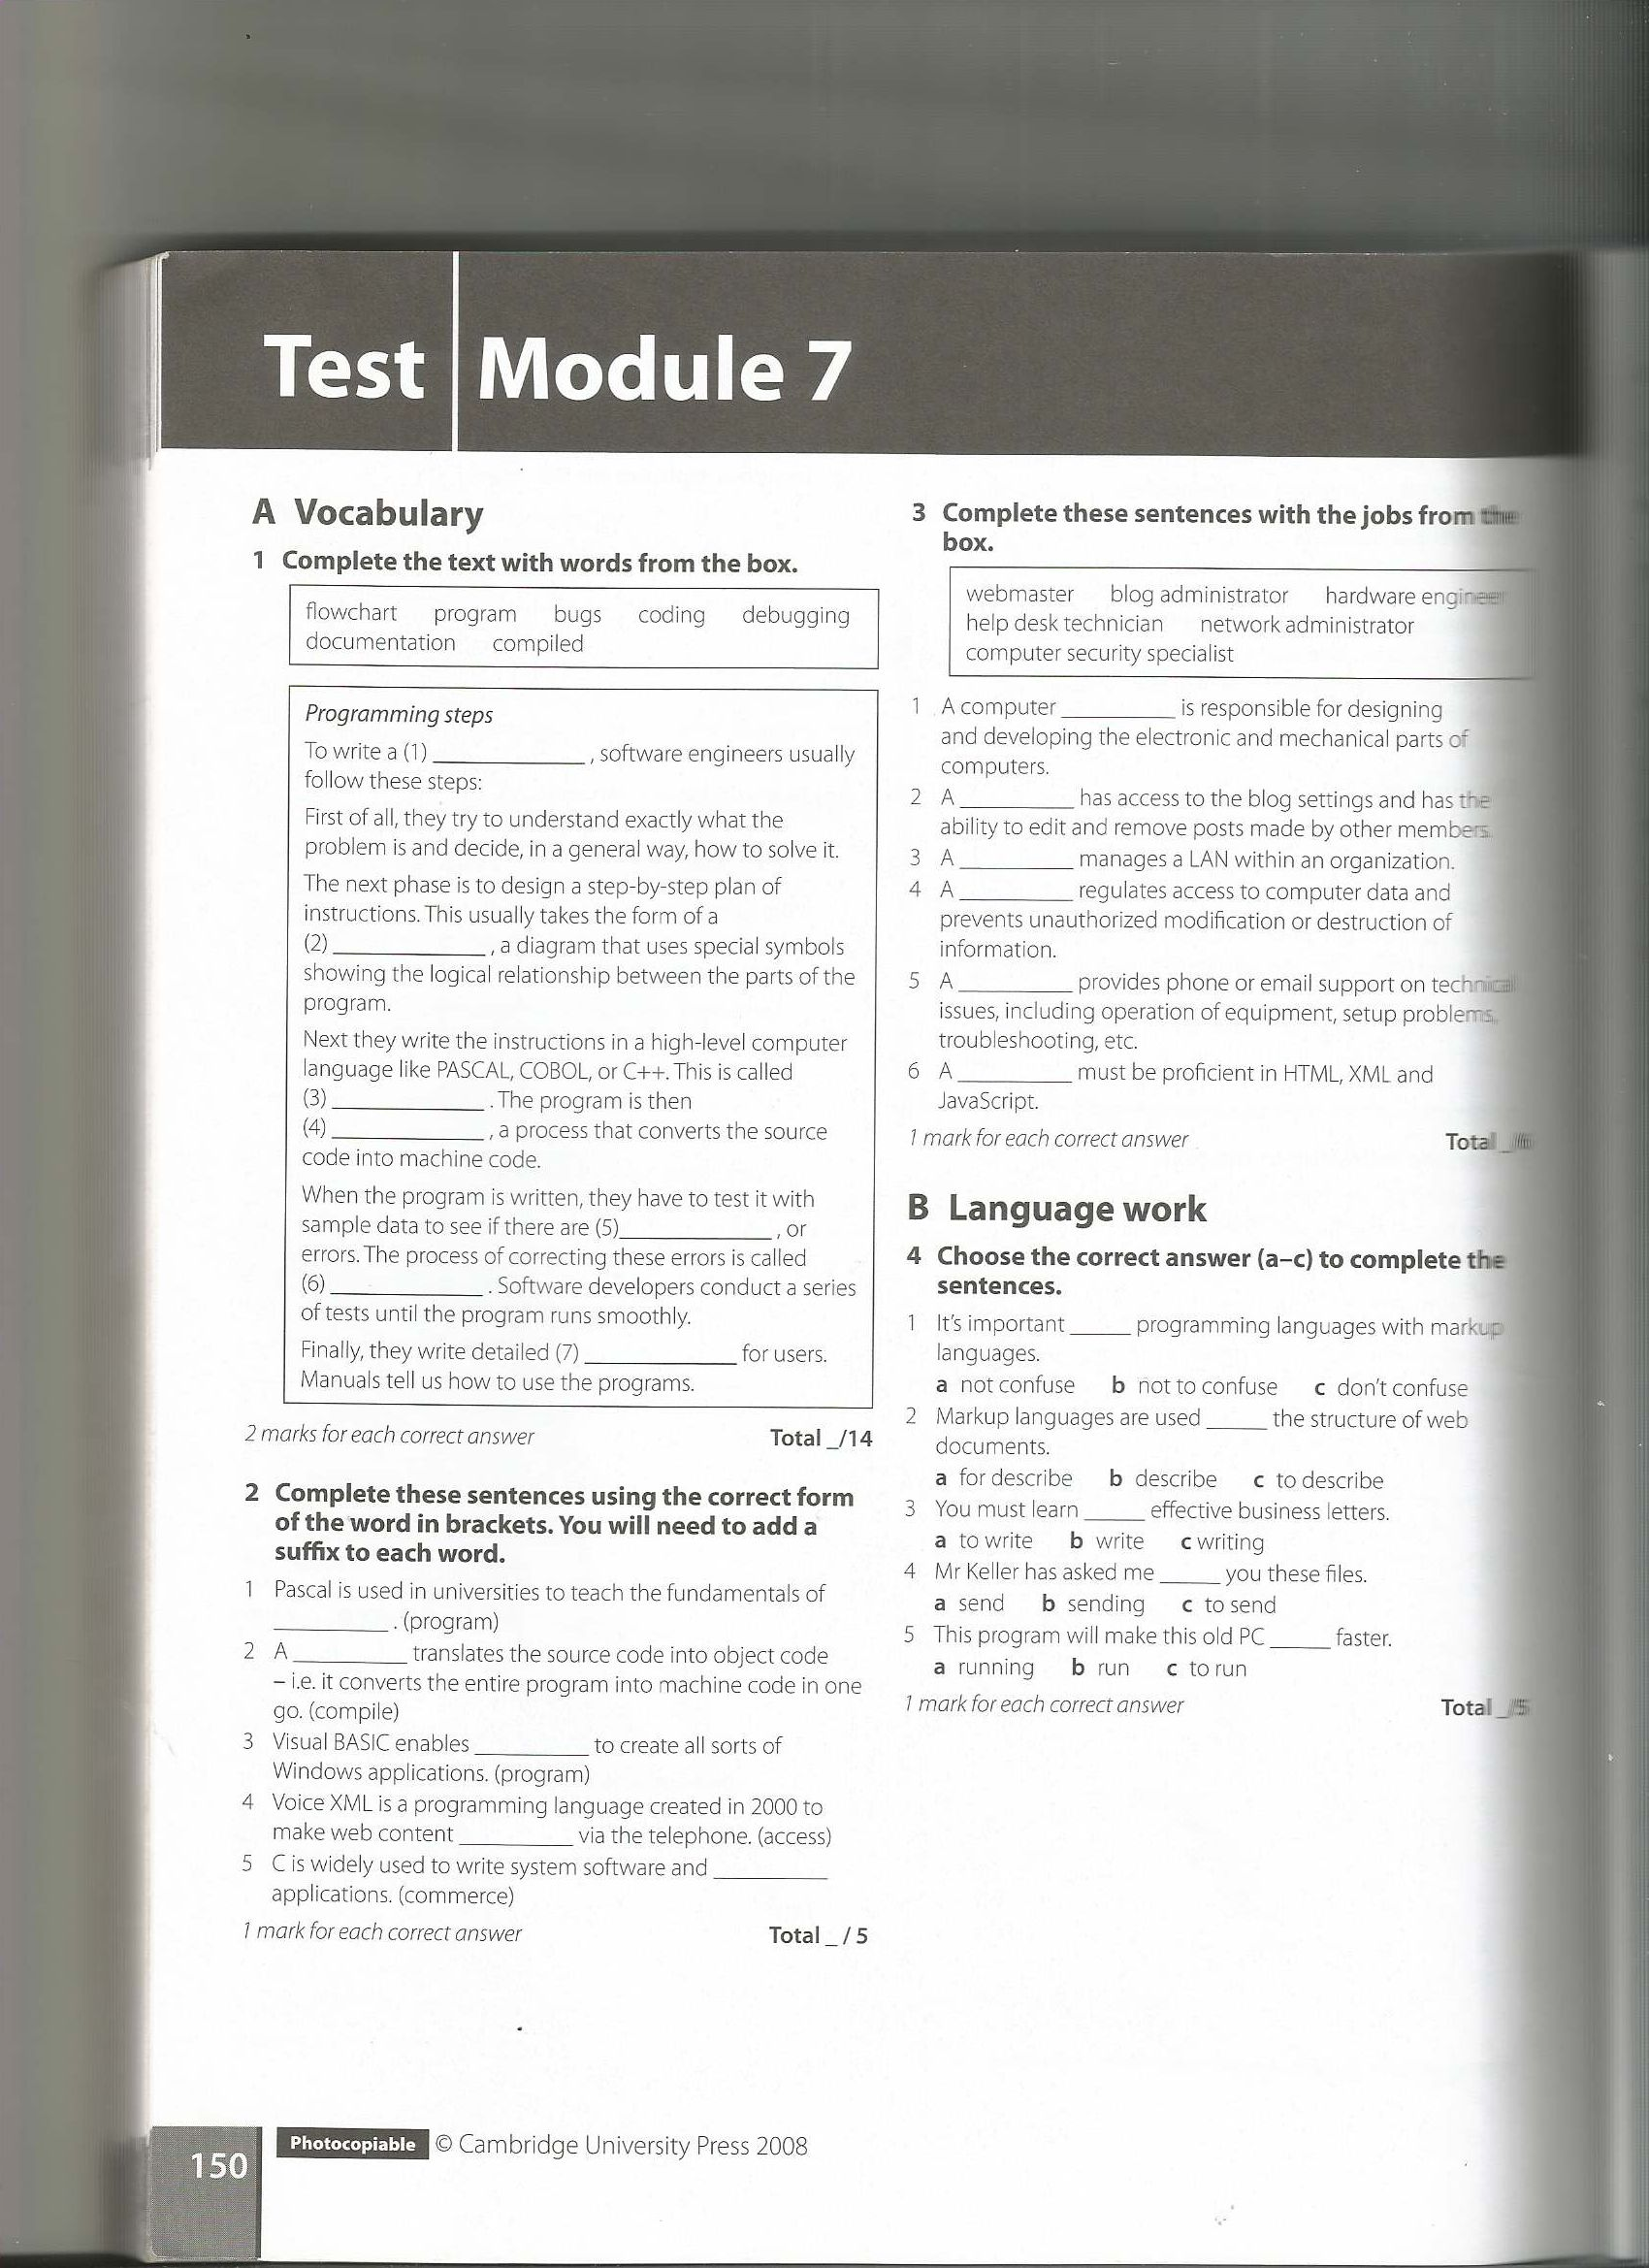 Test Module 7
A Vocabulary
1 Complete the text with words from the box.
flowchart program bugs coding debugging
documentation compiled
Programming steps
To write a (1) ____________ , software engineers usually
follow these steps:
First of all, they try to understand exactly what the
problem is and decide, in a general way, how to solve it.
The next phase is to design a step-by-step plan of
instructions. This usually takes the form of a
(2) ____________ , a diagram that uses special symbols
showing the logical relationship between the parts of the
program.
Next they write the instructions in a high-level computer
language like PASCAL, COBOL, or C++. This is called
(3) ____________ . The program is then
(4) ____________ , a process that converts the source
code into machine code.
When the program is written, they have to test it with
sample data to see if there are (5)____________ , or
errors. The process of correcting these errors is called
(6) ____________ . Software developers conduct a series
of tests until the program runs smoothly.
Finally, they write detailed (7) ____________ for users.
Manuals tell us how to use the programs.
2 marks for each correct answer Total _/14
2 Complete these sentences using the correct form
of the word in brackets. You will need to add a
suffix to each word.
1 Pascal is used in universities to teach the fundamentals of
_________ . (program)
2 A _________ translates the source code into object code
– i.e. it converts the entire program into machine code in one
go. (compile)
3 Visual BASIC enables _________ to create all sorts of
Windows applications. (program)
4 Voice XML is a programming language created in 2000 to
make web content _________ via the telephone. (access)
5 C is widely used to write system software and _________
applications. (commerce)
1 mark for each correct answer Total _ / 5
3 Complete these sentences with the jobs from the
box.
webmaster blog administrator hardware engineer
help desk technician network administrator
computer security specialist
1 A computer _________ is responsible for designing
and developing the electronic and mechanical parts of
computers.
2 A _________ has access to the blog settings and has the
ability to edit and remove posts made by other members.
3 A _________ manages a LAN within an organization.
4 A _________ regulates access to computer data and
prevents unauthorized modification or destruction of
information.
5 A _________ provides phone or email support on technical
issues, including operation of equipment, setup problems,
troubleshooting, etc.
6 A _________ must be proficient in HTML, XML and
JavaScript.
1 mark for each correct answer Total
B Language work
4 Choose the correct answer (a–c) to complete the
sentences.
1 It's important _____ programming languages with markup
languages.
a not confuse b not to confuse c don't confuse
2 Markup languages are used _____ the structure of web
documents.
a for describe b describe c to describe
3 You must learn _____ effective business letters.
a to write b write c writing
4 Mr Keller has asked me _____ you these files.
a send b sending c to send
5 This program will make this old PC _____ faster.
a running b run c to run
1 mark for each correct answer Total _/5
150 Photocopiable © Cambridge University Press 2008